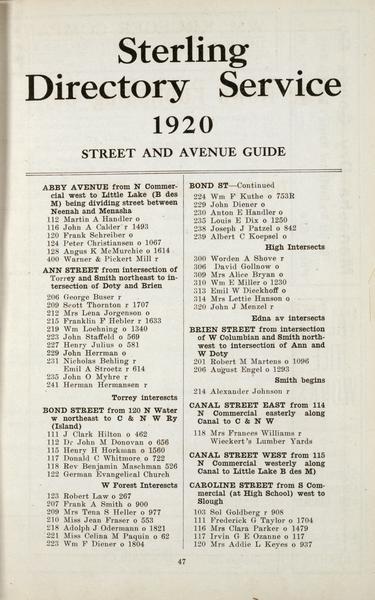 Sterling
Directory Service
1920
STREET AND AVENUE GUIDE
ABBY AVENUE from N Commer-
cial west to Little Lake (B des
M) being dividing street between
Neenah and Menasha
112 Martin A Handler o
116 John A Calder r 1493
120 Frank Schreiber o
124 Peter Christiansen o 1067
128 Angus K McMurchie o 1614
400 Warner & Pickert Mill r
ANN STREET from intersection of
Torrey and Smith northeast to in-
tersection of Doty and Brien
206 George Buser r
209 Scott Thornton r 1707
212 Mrs Lena Jorgenson o
215 Franklin F Hebler r 1633
219 Wm Loehning o 1340
223 John Staffeld o 569
227 Henry Julius o 581
229 John Herrman o
231 Nicholas Behling r
Emil A Stroetz r 614
235 John O Myhre r
241 Herman Hermansen r
Torrey interescts
BOND STREET from 120 N Water
w northeast to C & N W Ry
(Island)
111 J Clark Hilton o 462
112 Dr John M Donovan o 656
115 Henry H Horkman o 1560
117 Donald C Whitmore o 722
118 Rev Benjamin Maschman 526
122 German Evangelical Church
W Forest Interescts
123 Robert Law o 267
207 Frank A Smith o 900
209 Mrs Tena S Heller o 977
210 Miss Jean Fraser o 553
218 Adolph J Odermann o 1821
221 Miss Celina M Paquin o 62
223 Wm F Diener o 1804
BOND ST—Continued
224 Wm F Kuthe o 753R
229 John Diener o
230 Anton E Handler o
235 Louis E Dix o 1250
238 Joseph J Patzel o 842
239 Albert C Koepsel o
High Intersects
300 Worden A Shove r
306 David Gollnow o
309 Mrs Alice Bryan o
310 Wm E Miller o 1230
313 Emil W Dieckhoff o
314 Mrs Lettie Hanson o
320 John J Menzel r
Edna av intersects
BRIEN STREET from intersection
of W Columbian and Smith north-
west to intersection of Ann and
W Doty
201 Robert M Martens o 1096
206 August Engel o 1293
Smith begins
214 Alexander Johnson r
CANAL STREET EAST from 114
N Commercial easterly along
Canal to C & N W
118 Mrs Frances Williams r
Wieckert's Lumber Yards
CANAL STREET WEST from 115
N Commercial westerly along
Canal to Little Lake B des M)
CAROLINE STREET from S Com-
mercial (at High School) west to
Slough
103 Sol Goldberg r 908
111 Frederick G Taylor o 1704
116 Mrs Clara Parker o 1479
117 Irvin G E Ozanne o 117
120 Mrs Addie L Keyes o 937
47